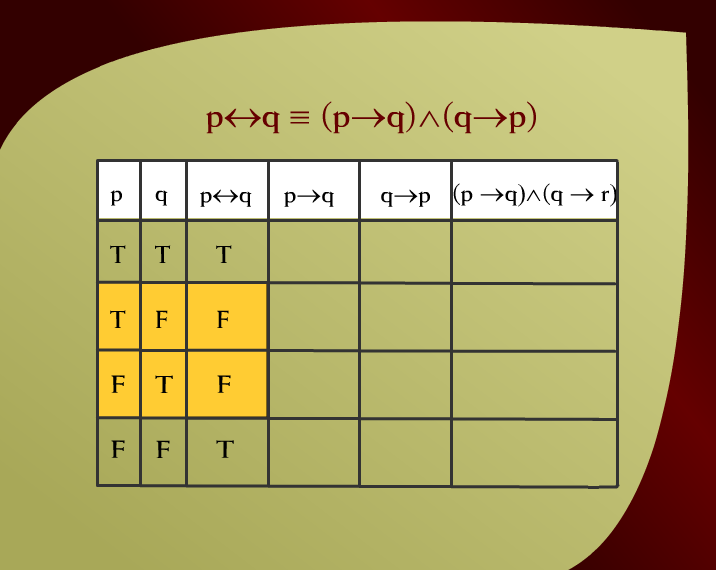 p↔q ≡ (p→q)∧(q→p)
p q p↔q p→q q→p (p →q)∧(q → r)
T T T
T F F
F T F
F F T